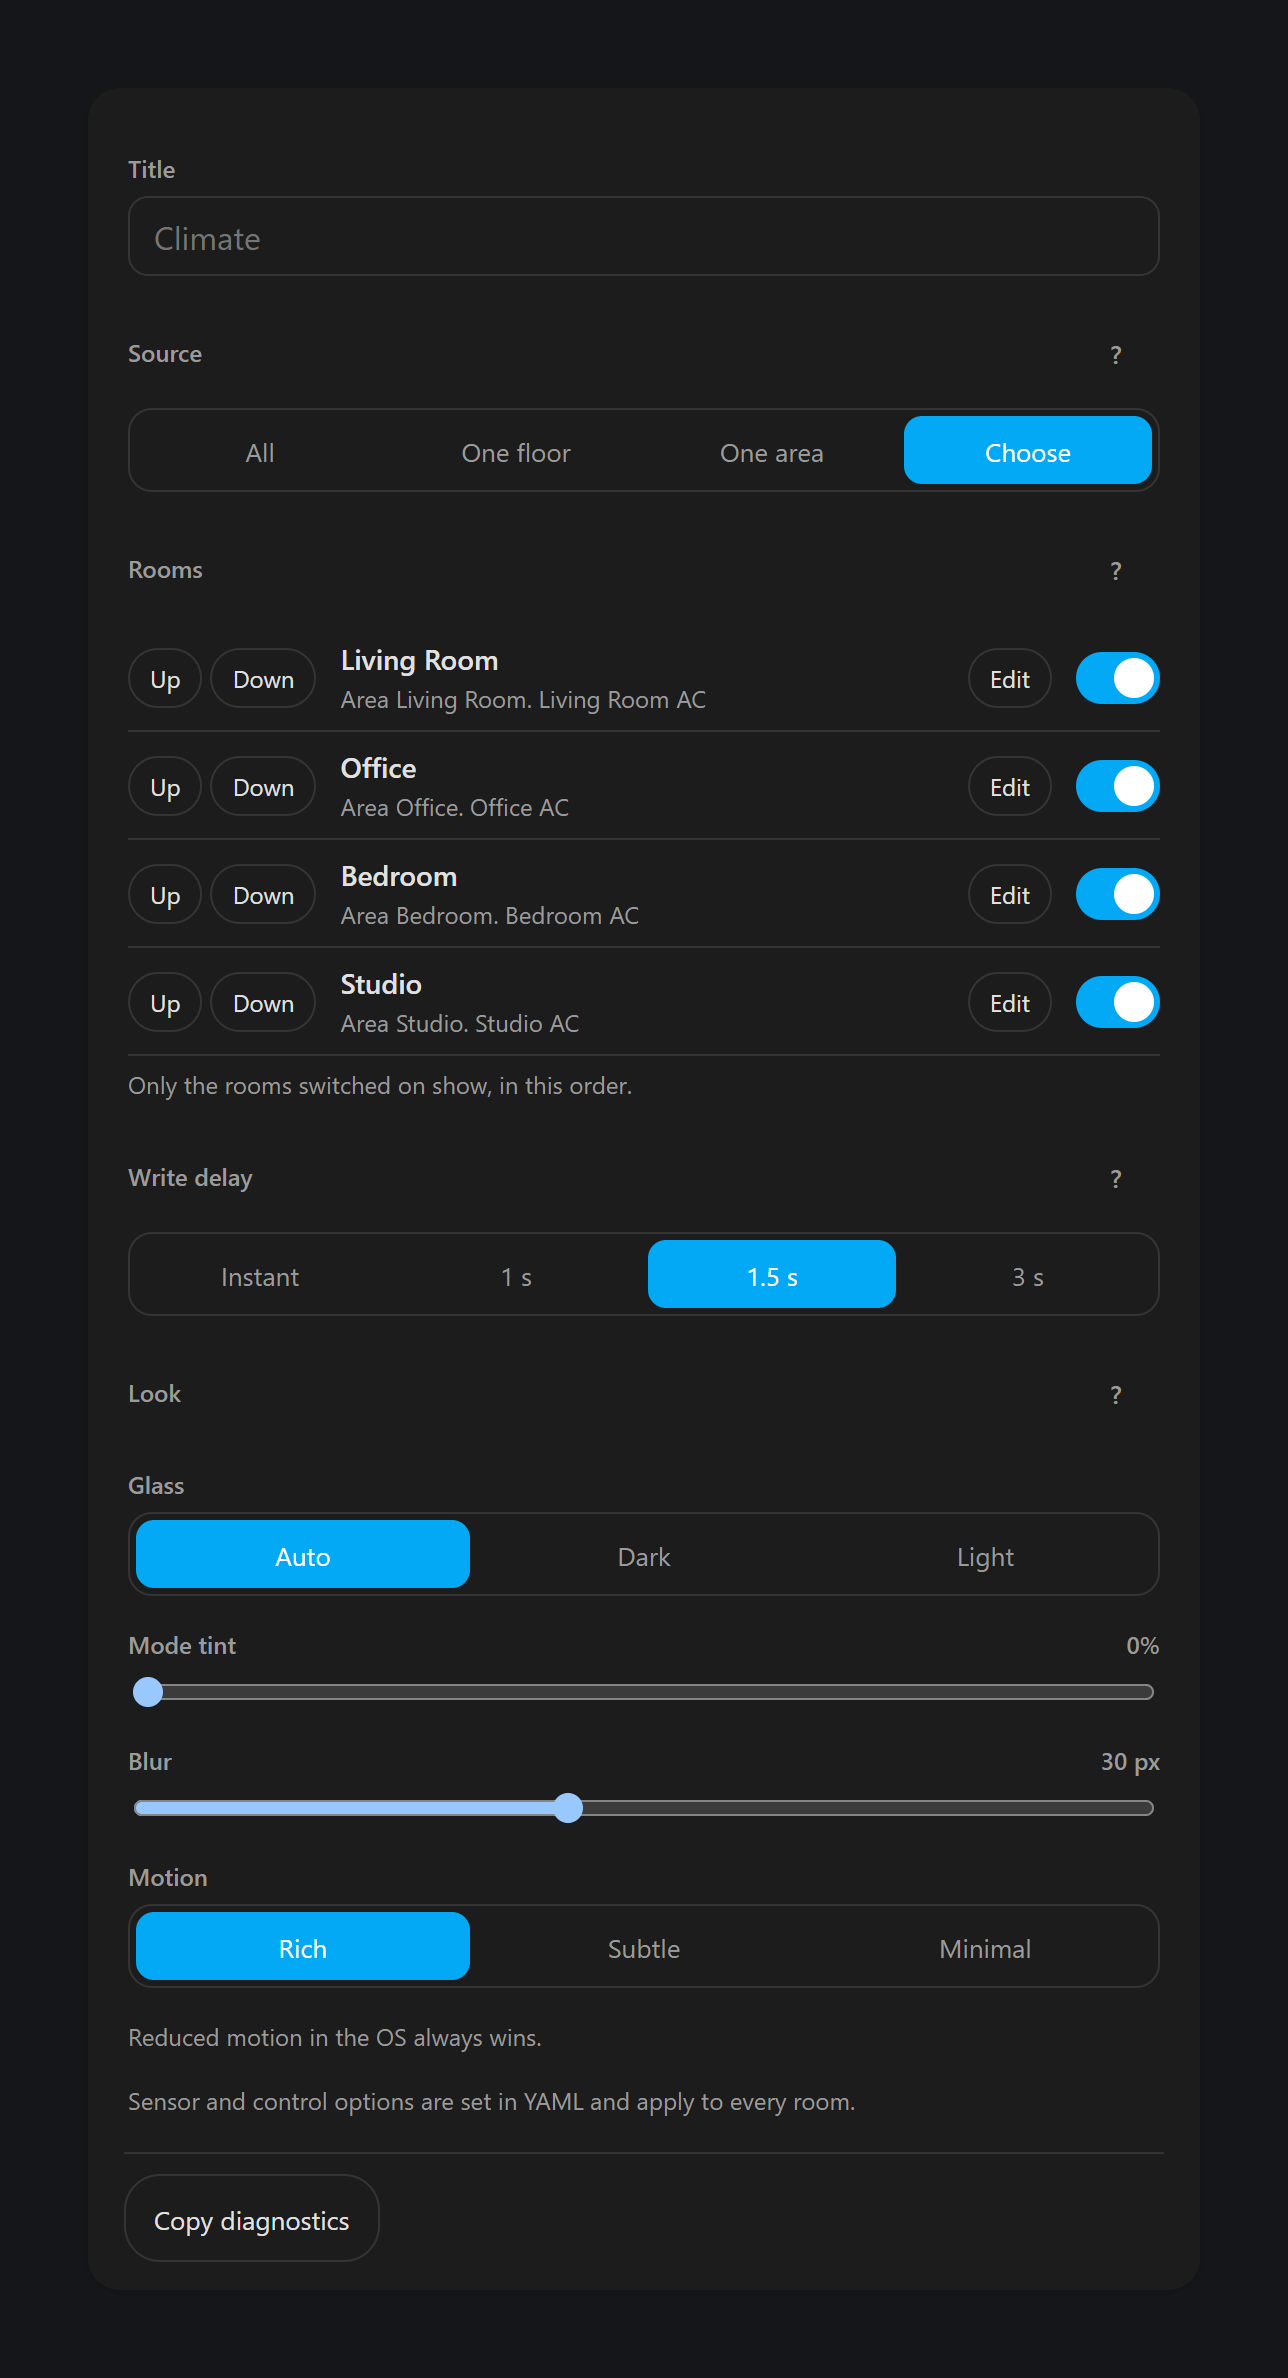 Title
Climate
Source ?
All One floor One area Choose
Rooms ?
Up Down Living Room Edit
Area Living Room. Living Room AC
Up Down Office Edit
Area Office. Office AC
Up Down Bedroom Edit
Area Bedroom. Bedroom AC
Up Down Studio Edit
Area Studio. Studio AC
Only the rooms switched on show, in this order.
Write delay ?
Instant 1 s 1.5 s 3 s
Look ?
Glass
Auto Dark Light
Mode tint 0%
Blur 30 px
Motion
Rich Subtle Minimal
Reduced motion in the OS always wins.
Sensor and control options are set in YAML and apply to every room.
Copy diagnostics